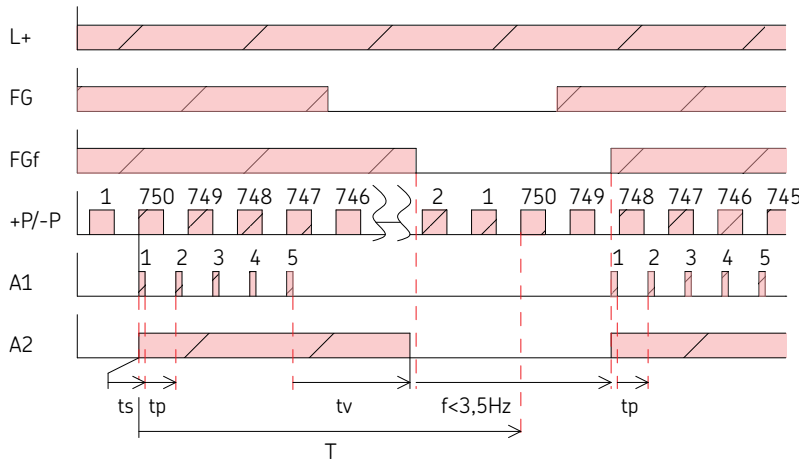 L+
FG
FGf
1 750 749 748 747 746 2 1 750 749 748 747 746 745
+P/-P
1 2 3 4 5 1 2 3 4 5
A1
A2
ts tp tv f<3,5Hz tp
T